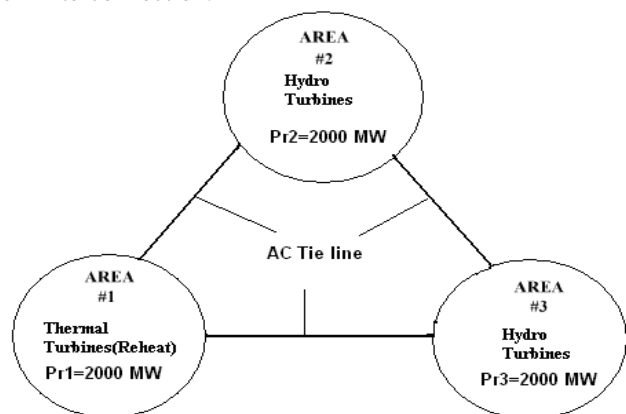 AREA
#2
Hydro
Turbines
Pr2=2000 MW
AC Tie line
AREA
#1
Thermal
Turbines(Reheat)
Pr1=2000 MW
AREA
#3
Hydro
Turbines
Pr3=2000 MW